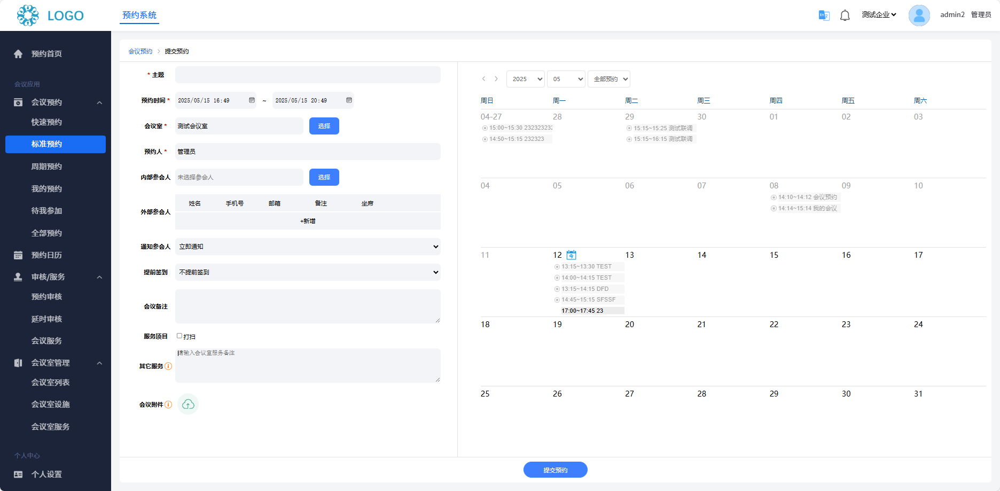 LOGO
预约系统
测试企业
admin2 管理员
预约首页
会议应用
会议预约
快速预约
标准预约
周期预约
我的预约
待我参加
全部预约
预约日历
审核/服务
预约审核
延时审核
会议服务
会议室管理
会议室列表
会议室设施
会议室服务
个人中心
个人设置
会议预约 > 提交预约
* 主题
预约时间 * 2025/05/15 16:49 ~ 2025/05/15 20:49
会议室 * 测试会议室 选择
预约人 * 管理员
内部参会人 未选择参会人 选择
外部参会人
姓名 手机号 邮箱 备注 坐席
+新增
通知参会人 立即通知
提前签到 不提前签到
会议备注
服务项目 打扫
其它服务 请输入会议室服务备注
会议附件
2025 05 全部预约
周日 周一 周二 周三 周四 周五 周六
04-27 28 29 30 01 02 03
15:00~15:30 232323232
14:50~15:15 232323
15:15~15:25 测试联调
15:15~16:15 测试联调
04 05 06 07 08 09 10
14:10~14:12 会议预约
14:14~15:14 我的会议
11 12 今 13 14 15 16 17
13:15~13:30 TEST
14:00~14:15 TEST
13:15~14:15 DFD
14:45~15:15 SFSSF
17:00~17:45 23
18 19 20 21 22 23 24
25 26 27 28 29 30 31
提交预约